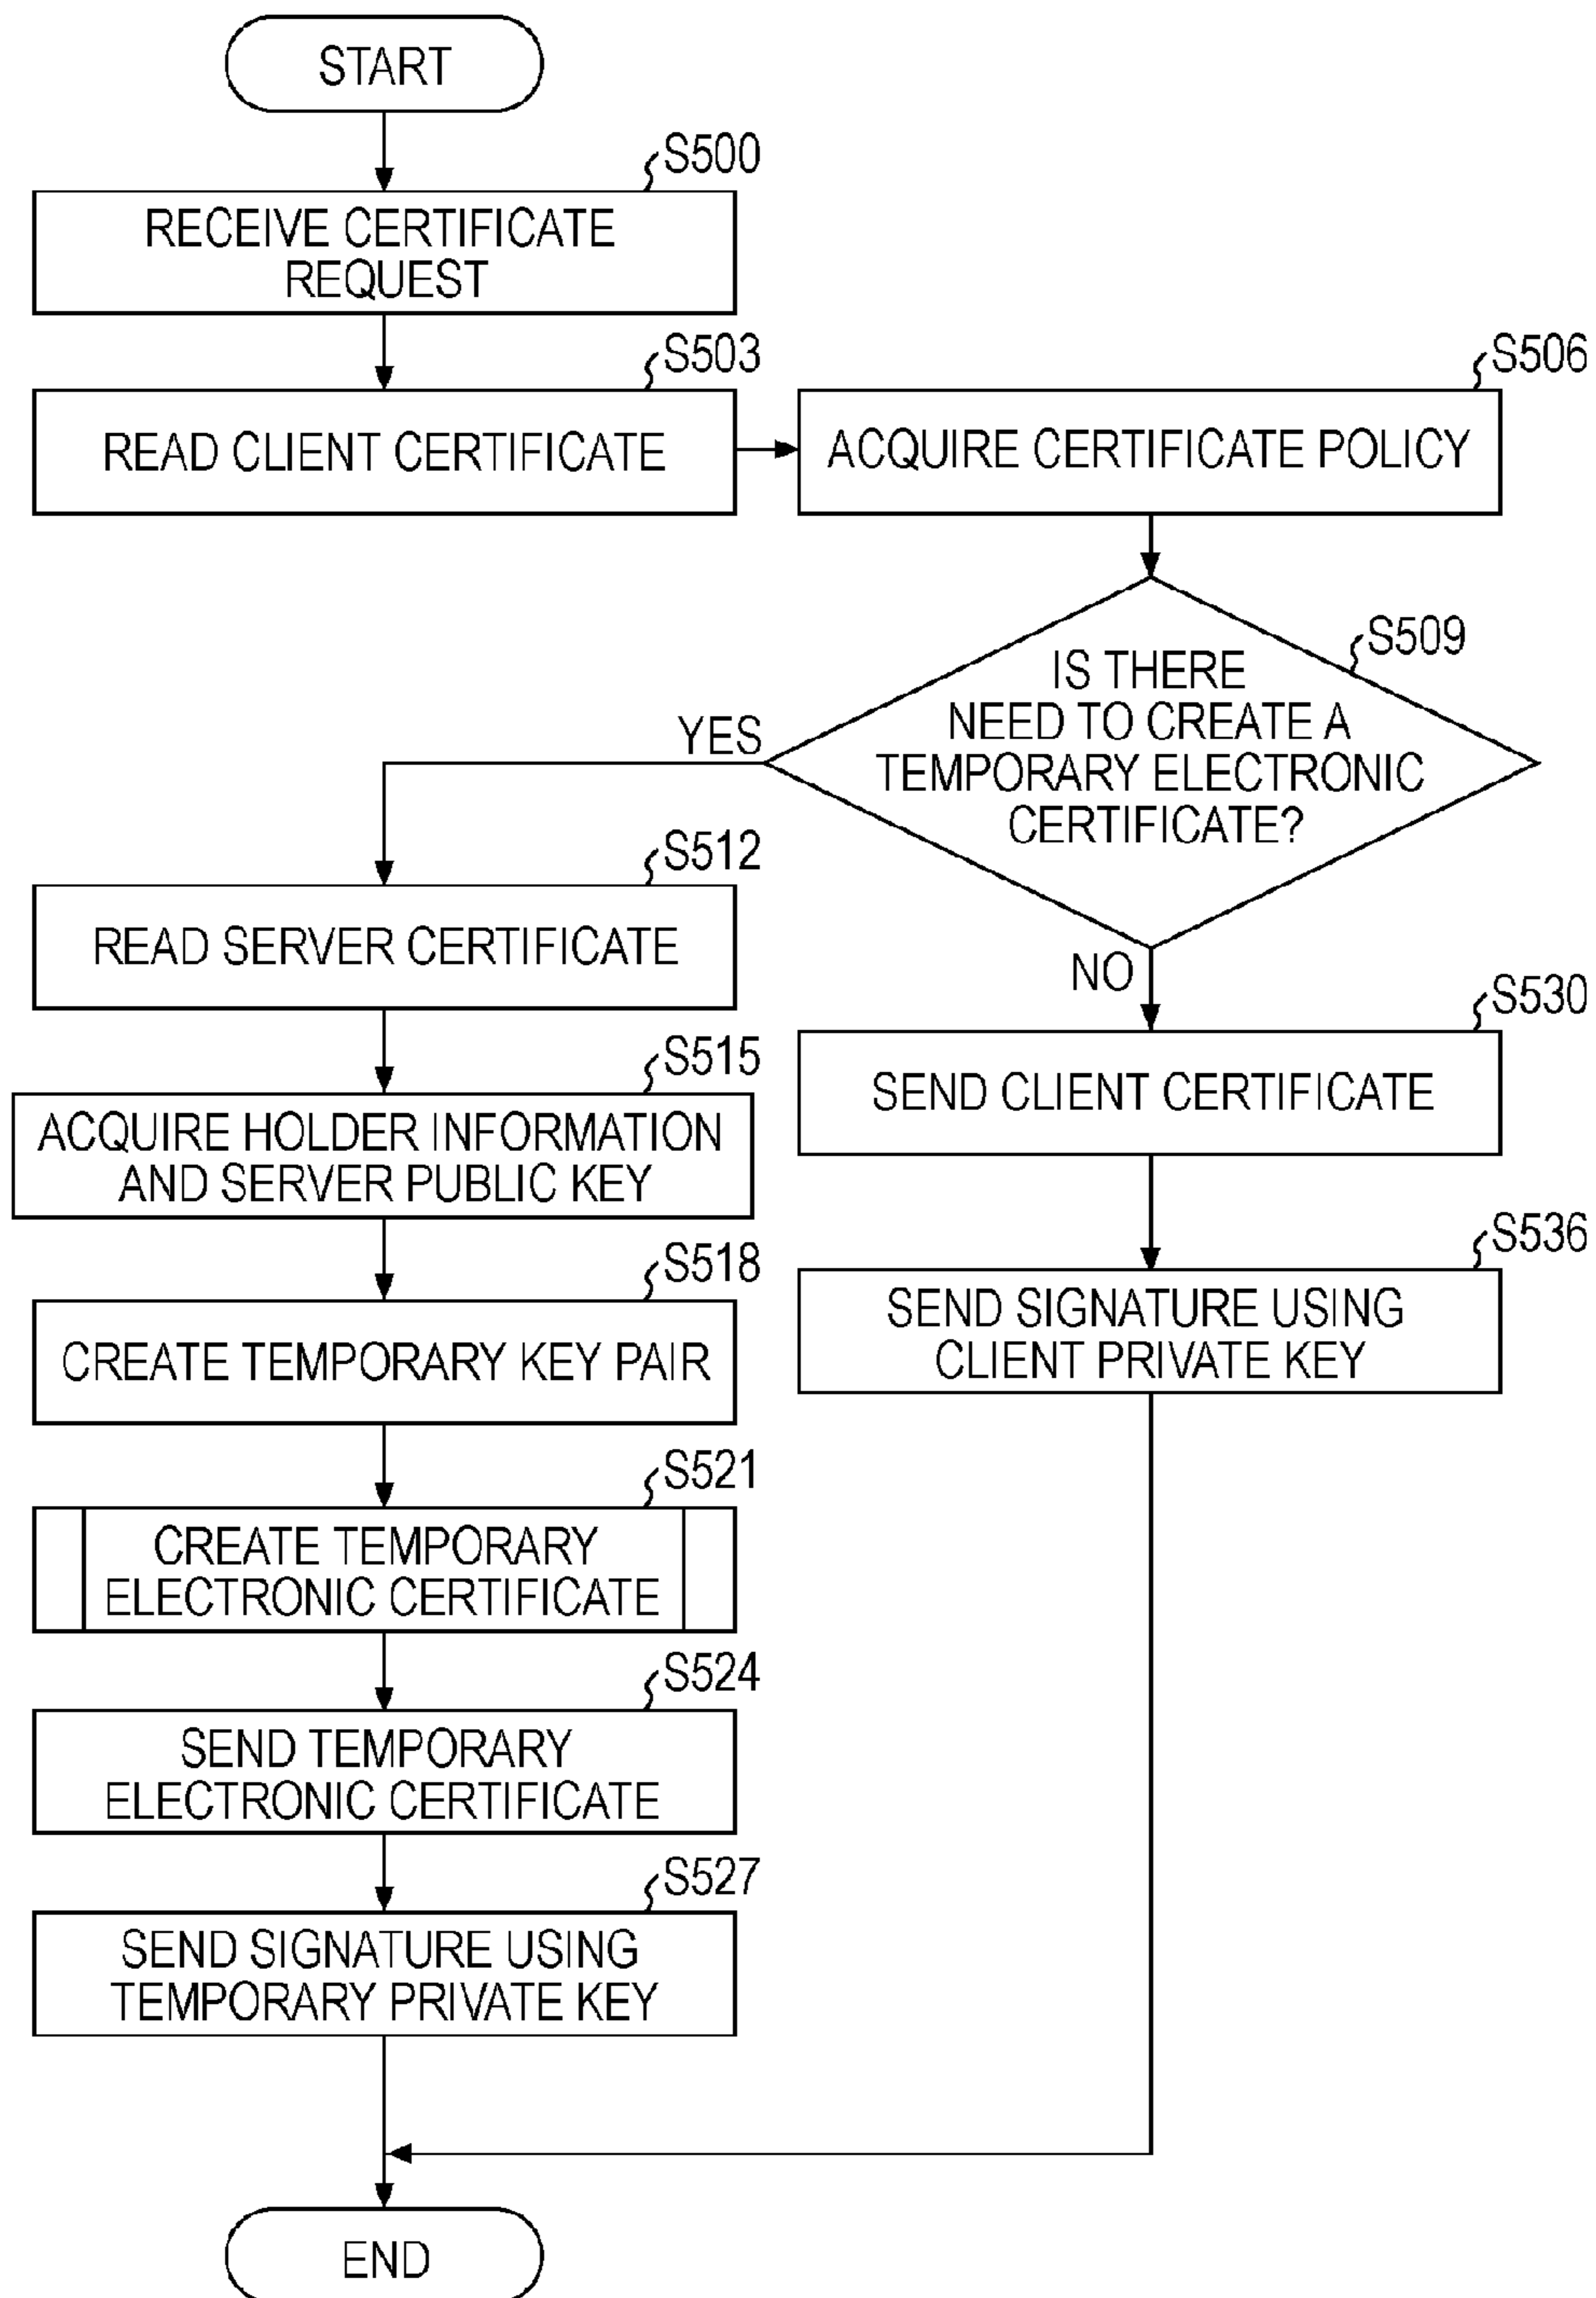 START
S500
RECEIVE CERTIFICATE
REQUEST
S503
READ CLIENT CERTIFICATE
S506
ACQUIRE CERTIFICATE POLICY
S509
IS THERE
NEED TO CREATE A
TEMPORARY ELECTRONIC
CERTIFICATE?
YES
S512
READ SERVER CERTIFICATE
S515
ACQUIRE HOLDER INFORMATION
AND SERVER PUBLIC KEY
S518
CREATE TEMPORARY KEY PAIR
S521
CREATE TEMPORARY
ELECTRONIC CERTIFICATE
S524
SEND TEMPORARY
ELECTRONIC CERTIFICATE
S527
SEND SIGNATURE USING
TEMPORARY PRIVATE KEY
NO
S530
SEND CLIENT CERTIFICATE
S536
SEND SIGNATURE USING
CLIENT PRIVATE KEY
END